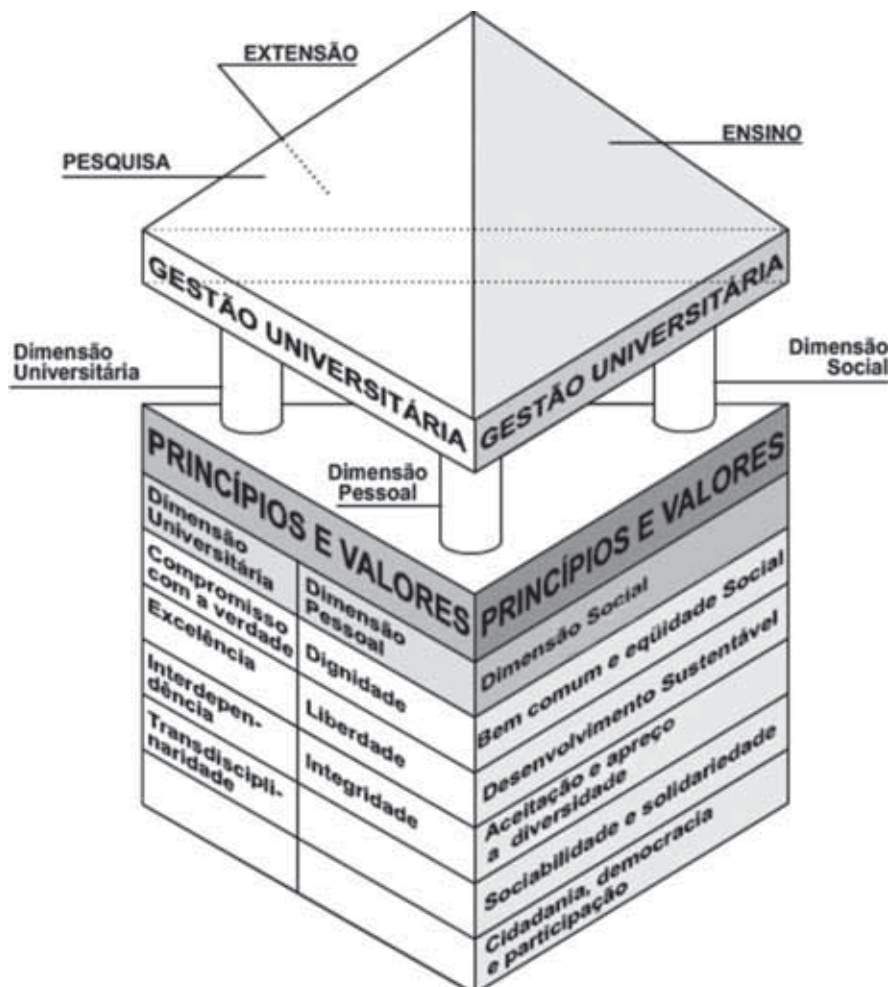 EXTENSÃO
PESQUISA
ENSINO
GESTÃO UNIVERSITÁRIA
GESTÃO UNIVERSITÁRIA
Dimensão
Universitária
Dimensão
Social
Dimensão
Pessoal
PRINCÍPIOS E VALORES
PRINCÍPIOS E VALORES
Dimensão
Universitária
Compromisso
com a verdade
Excelência
Interdepen-
dência
Transdiscipli-
naridade
Dimensão
Pessoal
Dignidade
Liberdade
Integridade
Dimensão Social
Bem comum e eqüidade Social
Desenvolvimento Sustentável
Aceitação e apreço
a diversidade
Sociabilidade e solidariedade
Cidadania, democracia
e participação